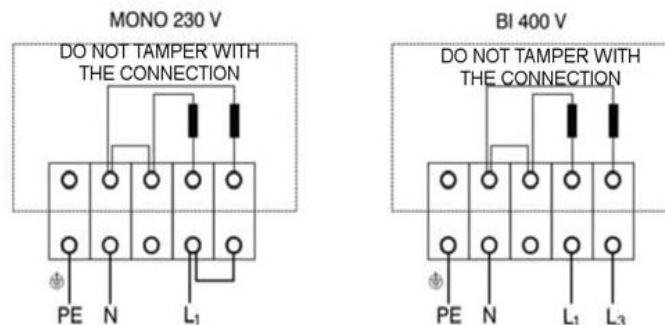 MONO 230 V
DO NOT TAMPER WITH
THE CONNECTION
PE N L1
BI 400 V
DO NOT TAMPER WITH
THE CONNECTION
PE N L1 L3